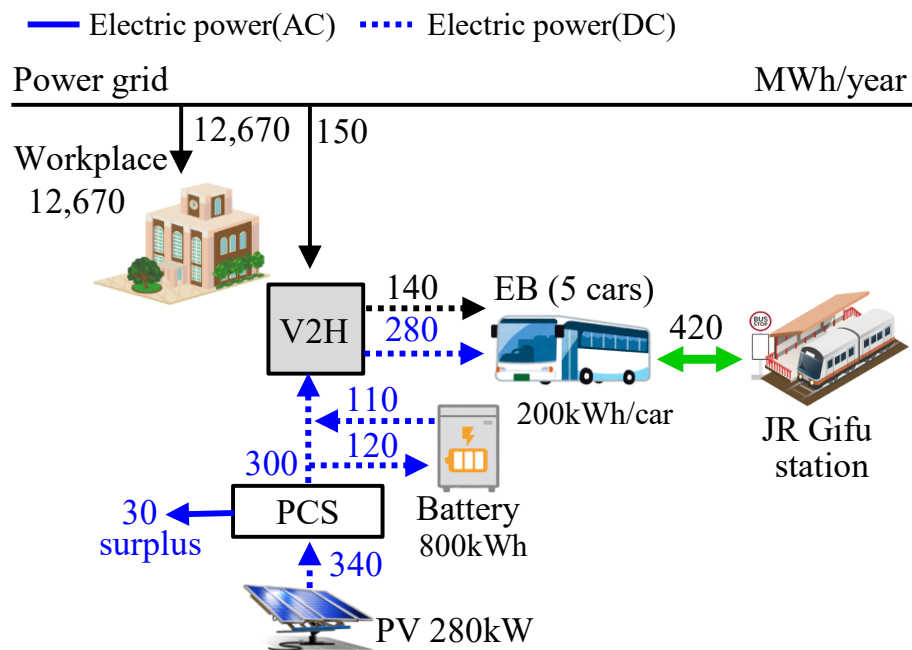 Electric power(AC) Electric power(DC)
Power grid MWh/year
12,670 150
Workplace
12,670
140 EB (5 cars)
V2H 280 420
BUS
STOP
200kWh/car
110 JR Gifu
station
120
300
PCS Battery
800kWh
30
surplus
340
PV 280kW